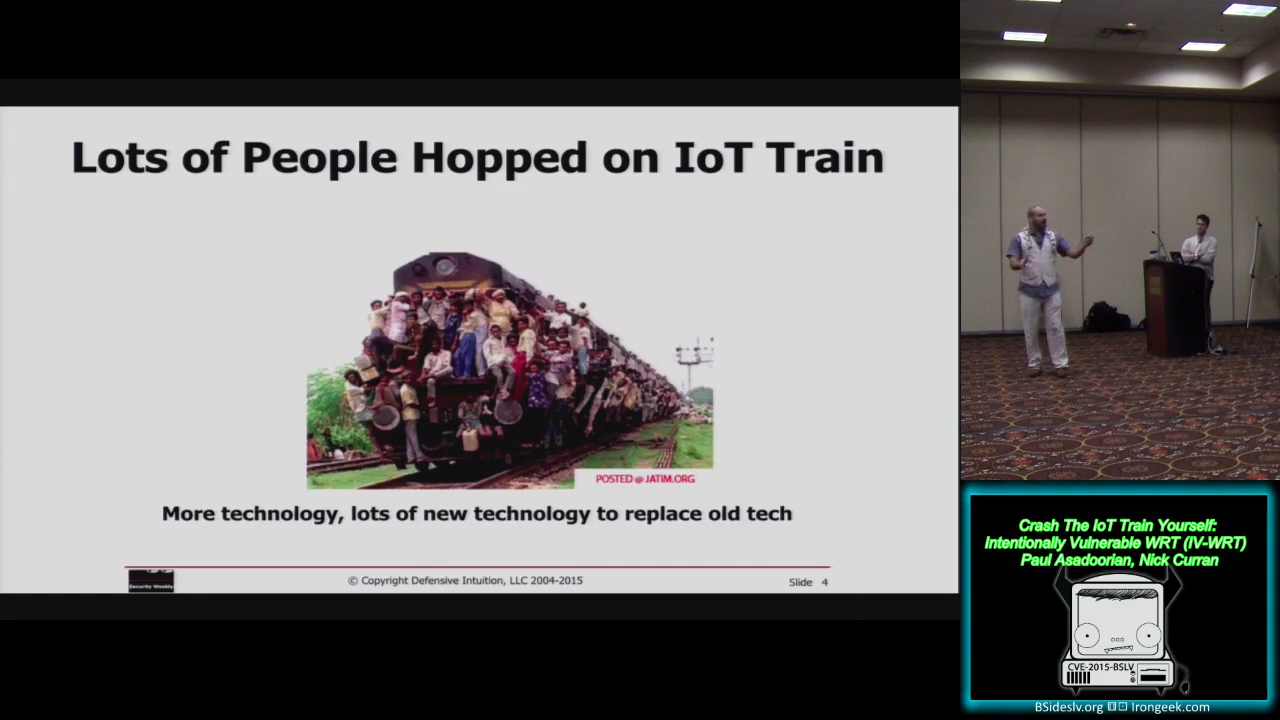 Lots of People Hopped on IoT Train
POSTED @ JATIM.ORG
More technology, lots of new technology to replace old tech
Security Weekly
© Copyright Defensive Intuition, LLC 2004-2015
Slide 4
Crash The IoT Train Yourself:
Intentionally Vulnerable WRT (IV-WRT)
Paul Asadoorian, Nick Curran
CVE-2015-BSLV
BSideslv.org
Irongeek.com